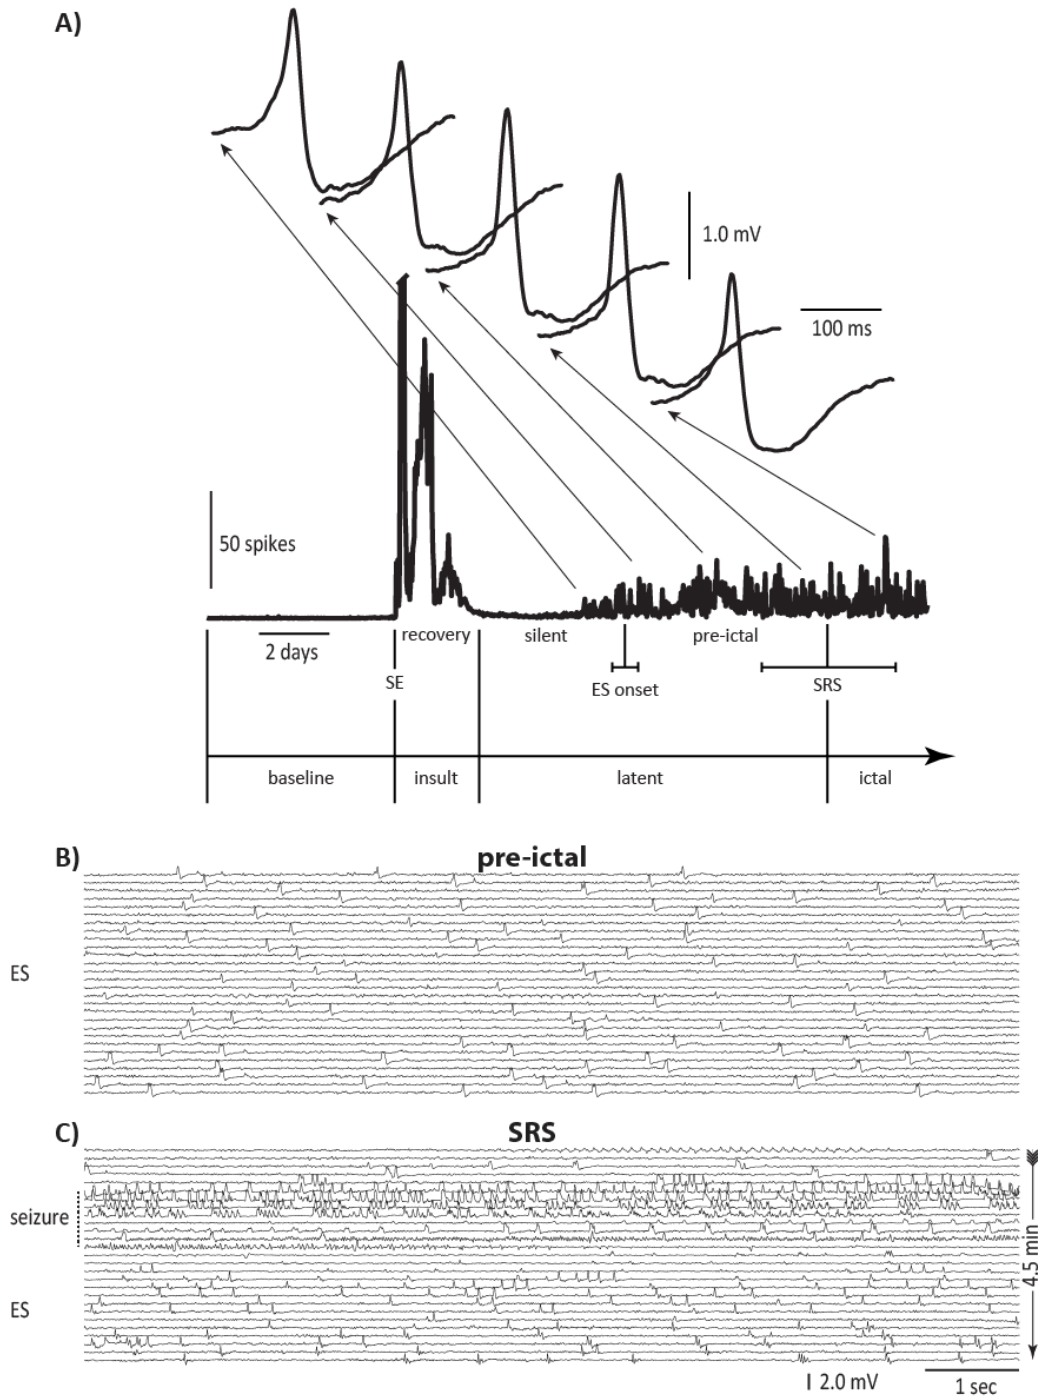 A)
1.0 mV
100 ms
50 spikes
2 days
recovery
silent
pre-ictal
SE
ES onset
SRS
baseline
insult
latent
ictal
B)
pre-ictal
ES
C)
SRS
seizure
4.5 min
ES
2.0 mV
1 sec